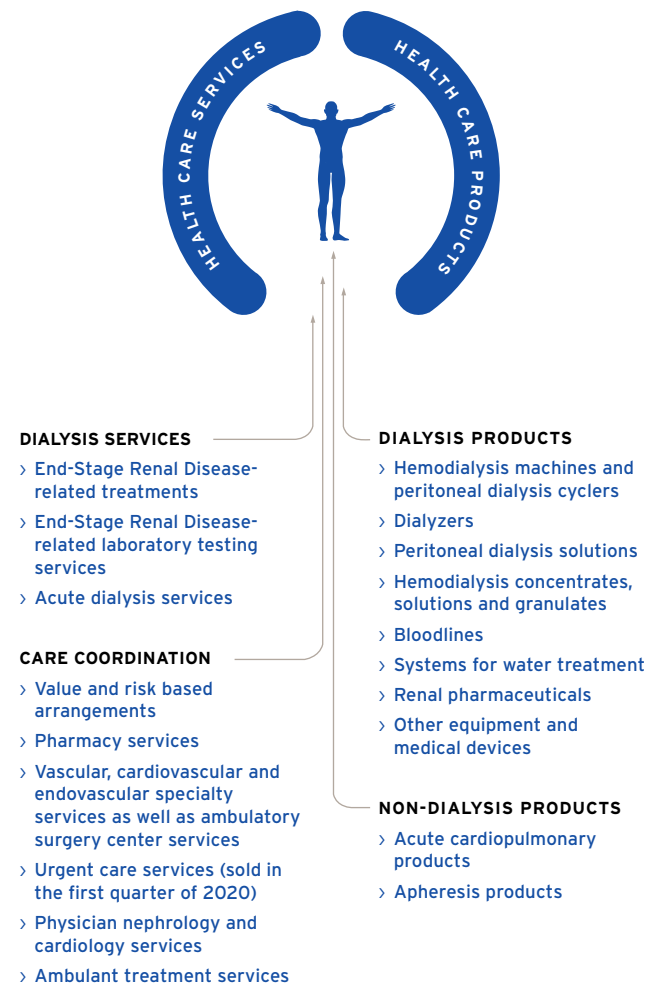 HEALTH CARE SERVICES
HEALTH CARE PRODUCTS
DIALYSIS SERVICES
› End-Stage Renal Disease-
related treatments
› End-Stage Renal Disease-
related laboratory testing
services
› Acute dialysis services
CARE COORDINATION
› Value and risk based
arrangements
› Pharmacy services
› Vascular, cardiovascular and
endovascular specialty
services as well as ambulatory
surgery center services
› Urgent care services (sold in
the first quarter of 2020)
› Physician nephrology and
cardiology services
› Ambulant treatment services
DIALYSIS PRODUCTS
› Hemodialysis machines and
peritoneal dialysis cyclers
› Dialyzers
› Peritoneal dialysis solutions
› Hemodialysis concentrates,
solutions and granulates
› Bloodlines
› Systems for water treatment
› Renal pharmaceuticals
› Other equipment and
medical devices
NON-DIALYSIS PRODUCTS
› Acute cardiopulmonary
products
› Apheresis products